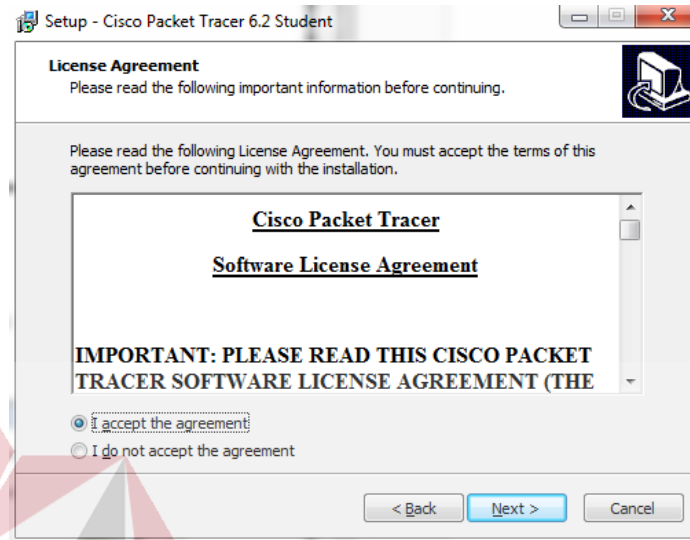 Setup - Cisco Packet Tracer 6.2 Student
License Agreement
Please read the following important information before continuing.
Please read the following License Agreement. You must accept the terms of this
agreement before continuing with the installation.
Cisco Packet Tracer
Software License Agreement
IMPORTANT: PLEASE READ THIS CISCO PACKET
TRACER SOFTWARE LICENSE AGREEMENT (THE
I accept the agreement
I do not accept the agreement
< Back Next > Cancel